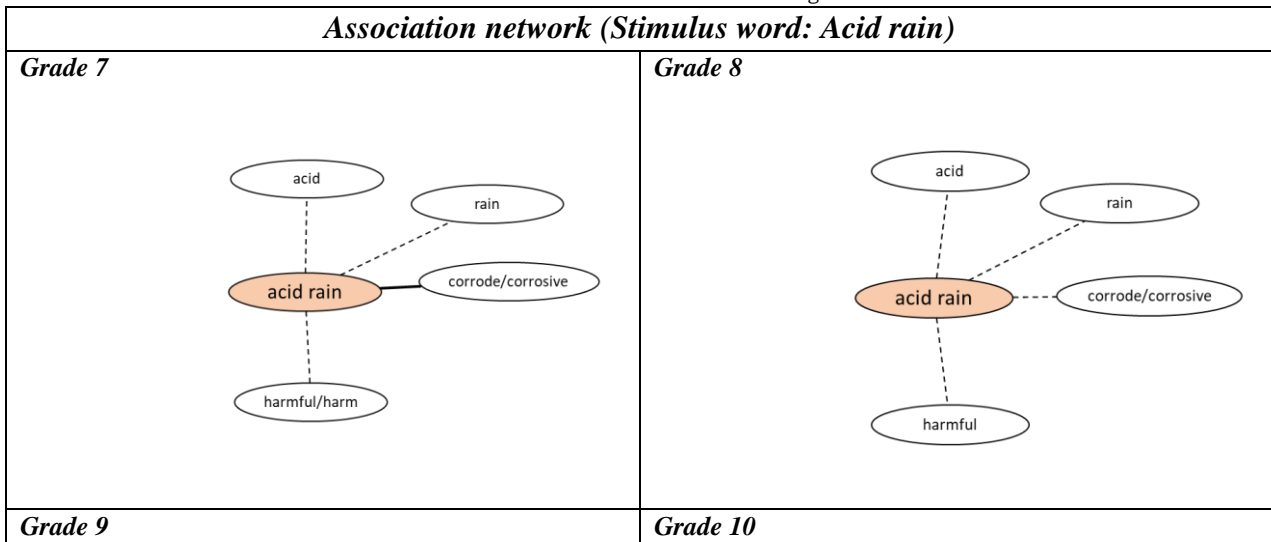 Association network (Stimulus word: Acid rain)
Grade 7
acid
rain
acid rain
corrode/corrosive
harmful/harm
Grade 8
acid
rain
acid rain
corrode/corrosive
harmful
Grade 9
Grade 10